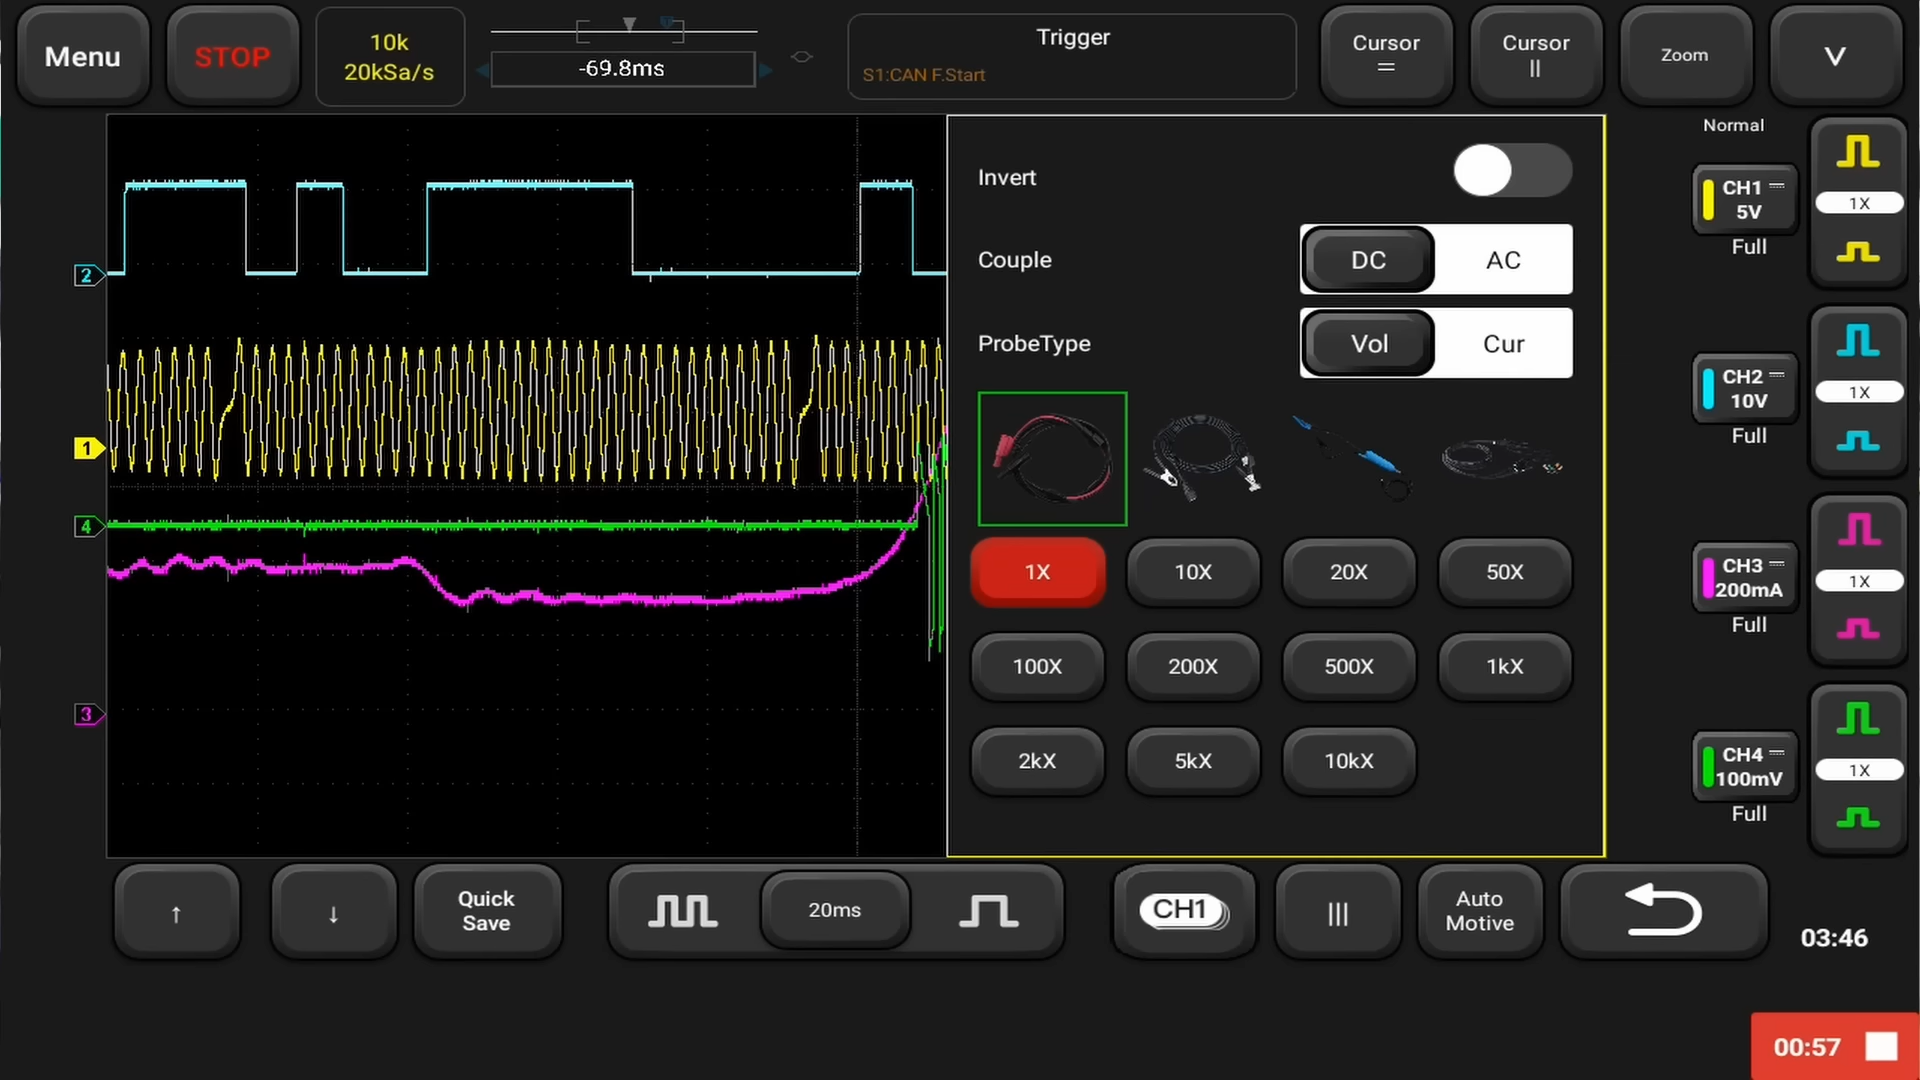 Menu
STOP
10k
20kSa/s
-69.8ms
Trigger
S1:CAN F.Start
Cursor
=
Cursor
||
Zoom
V
Normal
Invert
Couple
DC
AC
ProbeType
Vol
Cur
1X
10X
20X
50X
100X
200X
500X
1kX
2kX
5kX
10kX
2
1
4
3
CH1
5V
Full
1X
CH2
10V
Full
1X
CH3
200mA
Full
1X
CH4
100mV
Full
1X
↑
↓
Quick
Save
20ms
CH1
|||
Auto
Motive
03:46
00:57